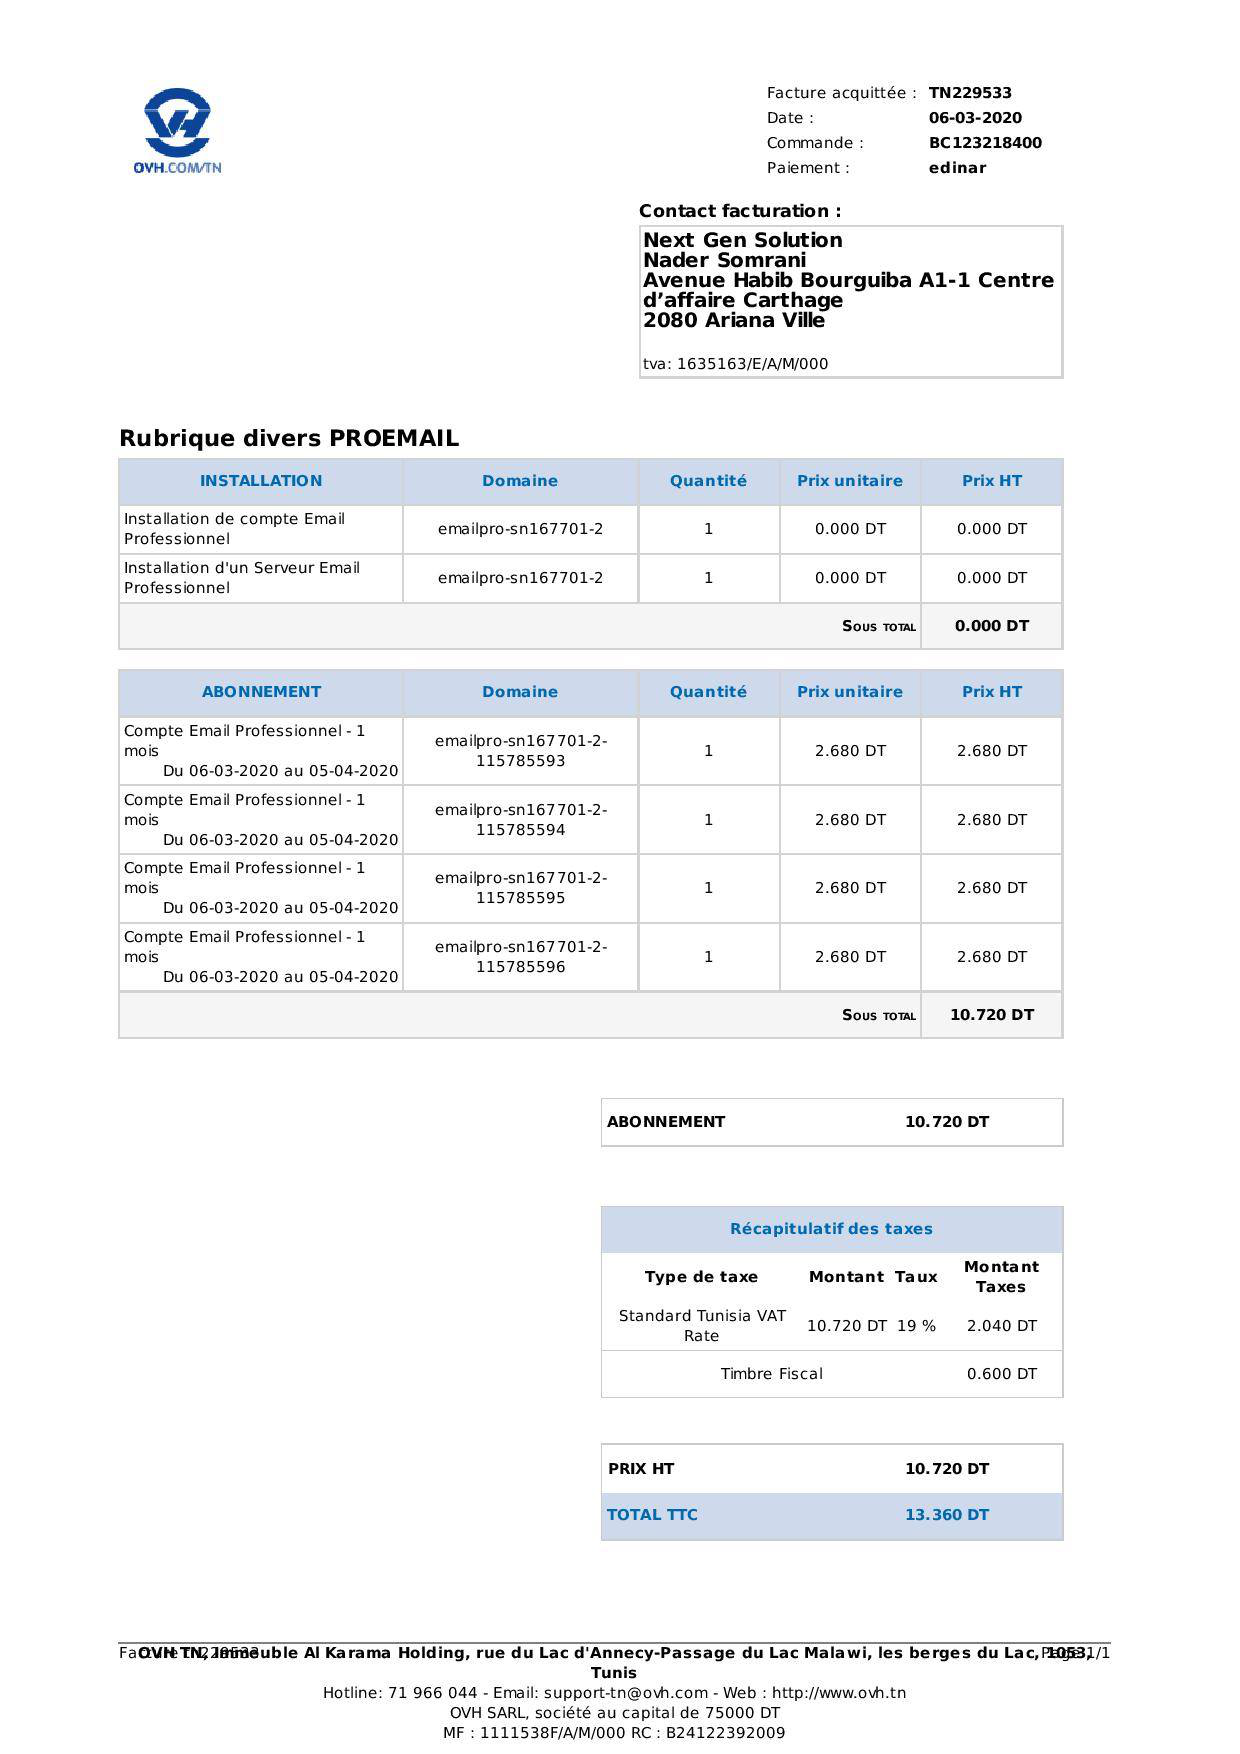 OVH.COM/TN
Facture acquittée : TN229533
Date : 06-03-2020
Commande : BC123218400
Paiement : edinar
Contact facturation :
Next Gen Solution
Nader Somrani
Avenue Habib Bourguiba A1-1 Centre
d’affaire Carthage
2080 Ariana Ville
tva: 1635163/E/A/M/000
Rubrique divers PROEMAIL
INSTALLATION Domaine Quantité Prix unitaire Prix HT
Installation de compte Email
Professionnel
emailpro-sn167701-2 1 0.000 DT 0.000 DT
Installation d'un Serveur Email
Professionnel
emailpro-sn167701-2 1 0.000 DT 0.000 DT
Sous total 0.000 DT
ABONNEMENT Domaine Quantité Prix unitaire Prix HT
Compte Email Professionnel - 1
mois
Du 06-03-2020 au 05-04-2020
emailpro-sn167701-2-
115785593
1 2.680 DT 2.680 DT
Compte Email Professionnel - 1
mois
Du 06-03-2020 au 05-04-2020
emailpro-sn167701-2-
115785594
1 2.680 DT 2.680 DT
Compte Email Professionnel - 1
mois
Du 06-03-2020 au 05-04-2020
emailpro-sn167701-2-
115785595
1 2.680 DT 2.680 DT
Compte Email Professionnel - 1
mois
Du 06-03-2020 au 05-04-2020
emailpro-sn167701-2-
115785596
1 2.680 DT 2.680 DT
Sous total 10.720 DT
ABONNEMENT 10.720 DT
Récapitulatif des taxes
Type de taxe Montant Taux Montant
Taxes
Standard Tunisia VAT
Rate
10.720 DT 19 % 2.040 DT
Timbre Fiscal 0.600 DT
PRIX HT 10.720 DT
TOTAL TTC 13.360 DT
Facture TN229533
OVH TN, Immeuble Al Karama Holding, rue du Lac d'Annecy-Passage du Lac Malawi, les berges du Lac, 1053,
Tunis
Page 1/1
Hotline: 71 966 044 - Email: support-tn@ovh.com - Web : http://www.ovh.tn
OVH SARL, société au capital de 75000 DT
MF : 1111538F/A/M/000 RC : B24122392009